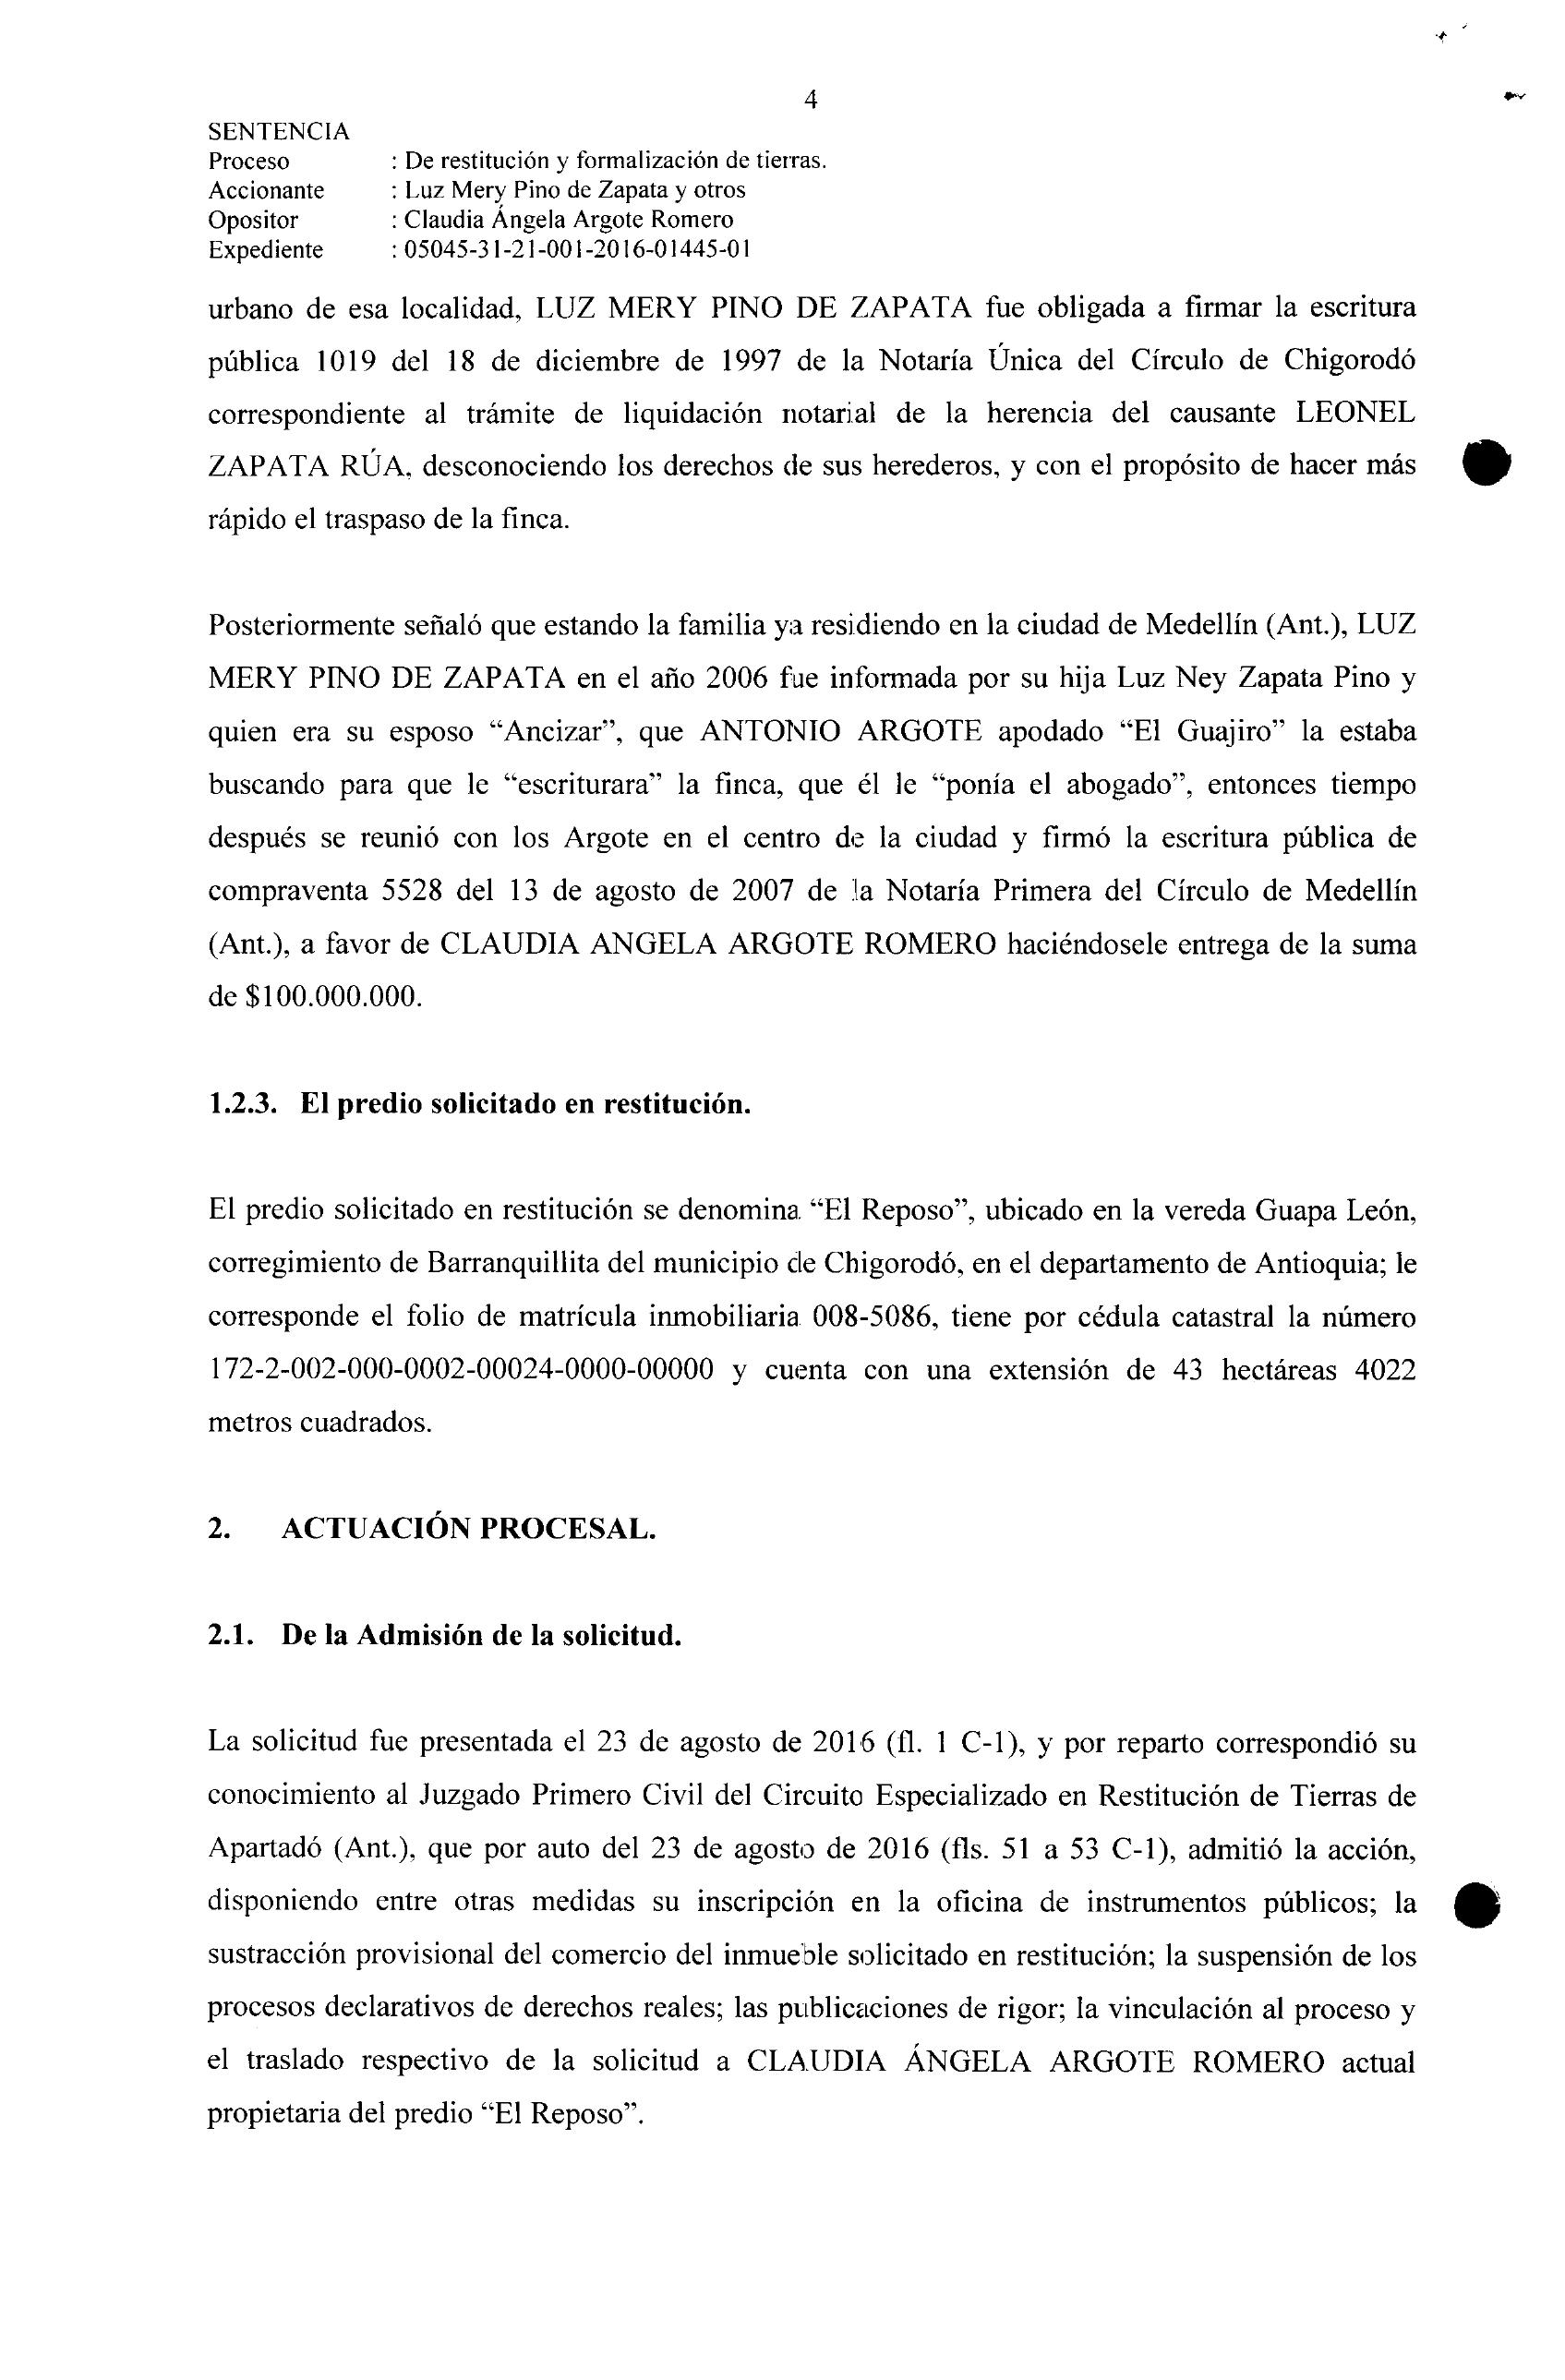 4
SENTENCIA
Proceso : De restitución y formalización de tierras.
Accionante : Luz Mery Pino de Zapata y otros
Opositor : Claudia Ángela Argote Romero
Expediente : 05045-31-21-001-2016-01445-01
urbano de esa localidad, LUZ MERY PINO DE ZAPATA fue obligada a firmar la escritura
pública 1019 del 18 de diciembre de 1997 de la Notaría Única del Círculo de Chigorodó
correspondiente al trámite de liquidación notarial de la herencia del causante LEONEL
ZAPATA RÚA, desconociendo los derechos de sus herederos, y con el propósito de hacer más
rápido el traspaso de la finca.
Posteriormente señaló que estando la familia ya residiendo en la ciudad de Medellín (Ant.), LUZ
MERY PINO DE ZAPATA en el año 2006 fue informada por su hija Luz Ney Zapata Pino y
quien era su esposo “Ancizar”, que ANTONIO ARGOTE apodado “El Guajiro” la estaba
buscando para que le “escriturara” la finca, que él le “ponía el abogado”, entonces tiempo
después se reunió con los Argote en el centro de la ciudad y firmó la escritura pública de
compraventa 5528 del 13 de agosto de 2007 de la Notaría Primera del Círculo de Medellín
(Ant.), a favor de CLAUDIA ANGELA ARGOTE ROMERO haciéndosele entrega de la suma
de $100.000.000.
1.2.3. El predio solicitado en restitución.
El predio solicitado en restitución se denomina “El Reposo”, ubicado en la vereda Guapa León,
corregimiento de Barranquillita del municipio de Chigorodó, en el departamento de Antioquia; le
corresponde el folio de matrícula inmobiliaria 008-5086, tiene por cédula catastral la número
172-2-002-000-0002-00024-0000-00000 y cuenta con una extensión de 43 hectáreas 4022
metros cuadrados.
2. ACTUACIÓN PROCESAL.
2.1. De la Admisión de la solicitud.
La solicitud fue presentada el 23 de agosto de 2016 (fl. 1 C-1), y por reparto correspondió su
conocimiento al Juzgado Primero Civil del Circuito Especializado en Restitución de Tierras de
Apartadó (Ant.), que por auto del 23 de agosto de 2016 (fls. 51 a 53 C-1), admitió la acción,
disponiendo entre otras medidas su inscripción en la oficina de instrumentos públicos; la
sustracción provisional del comercio del inmueble solicitado en restitución; la suspensión de los
procesos declarativos de derechos reales; las publicaciones de rigor; la vinculación al proceso y
el traslado respectivo de la solicitud a CLAUDIA ÁNGELA ARGOTE ROMERO actual
propietaria del predio “El Reposo”.